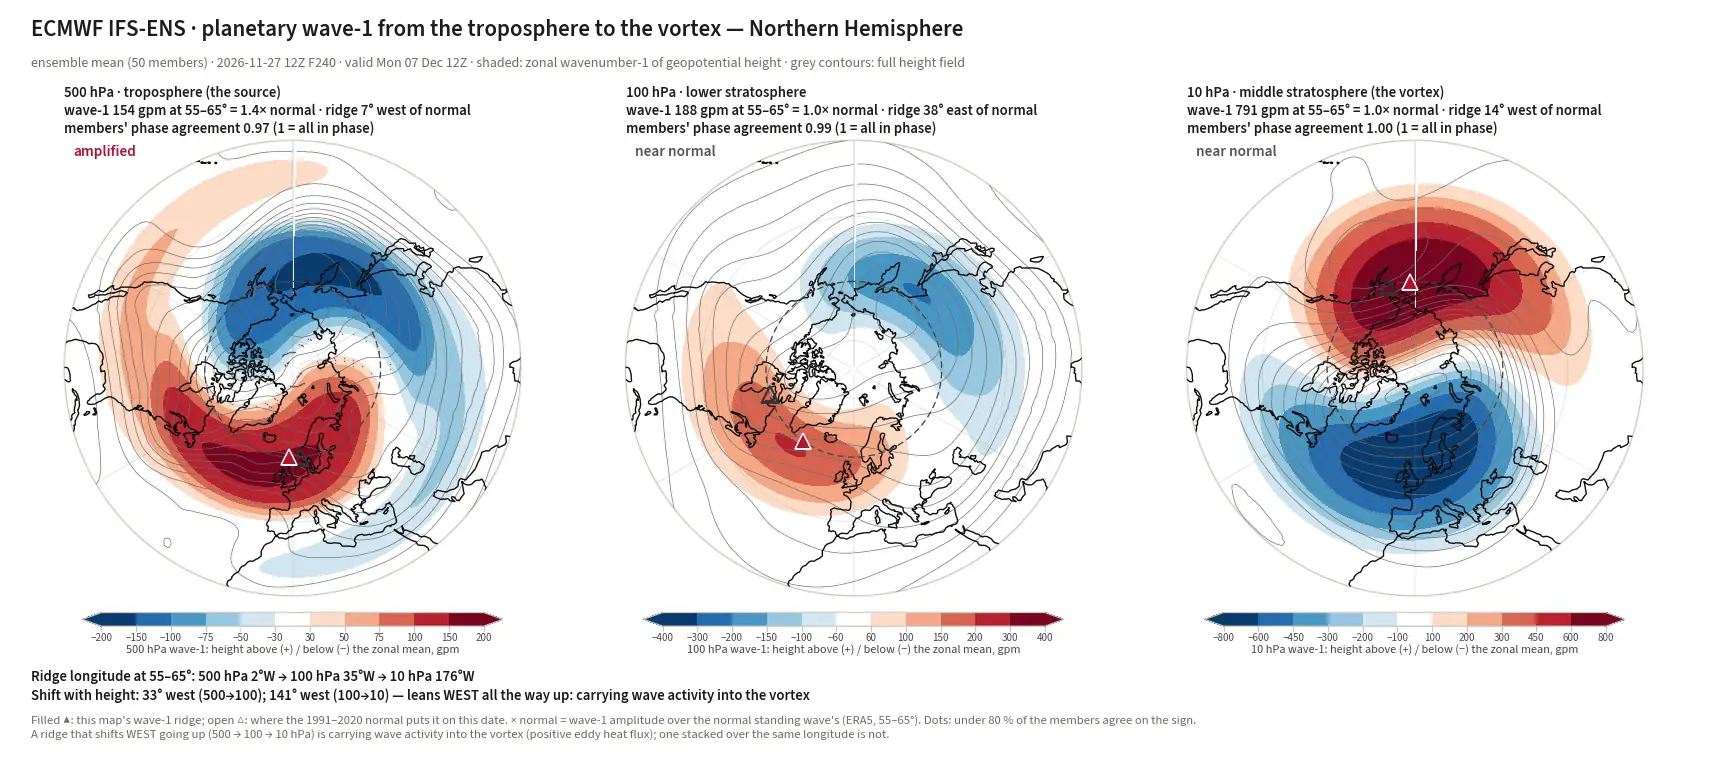 ECMWF IFS-ENS · planetary wave-1 from the troposphere to the vortex — Northern Hemisphere
ensemble mean (50 members) · 2026-11-27 12Z F240 · valid Mon 07 Dec 12Z · shaded: zonal wavenumber-1 of geopotential height · grey contours: full height field
500 hPa · troposphere (the source)
wave-1 154 gpm at 55–65° = 1.4× normal · ridge 7° west of normal
members' phase agreement 0.97 (1 = all in phase)
amplified
100 hPa · lower stratosphere
wave-1 188 gpm at 55–65° = 1.0× normal · ridge 38° east of normal
members' phase agreement 0.99 (1 = all in phase)
near normal
10 hPa · middle stratosphere (the vortex)
wave-1 791 gpm at 55–65° = 1.0× normal · ridge 14° west of normal
members' phase agreement 1.00 (1 = all in phase)
near normal
−200 −150 −100 −75 −50 −30 30 50 75 100 150 200
500 hPa wave-1: height above (+) / below (−) the zonal mean, gpm
−400 −300 −200 −150 −100 −60 60 100 150 200 300 400
100 hPa wave-1: height above (+) / below (−) the zonal mean, gpm
−800 −600 −450 −300 −200 −100 100 200 300 450 600 800
10 hPa wave-1: height above (+) / below (−) the zonal mean, gpm
Ridge longitude at 55–65°: 500 hPa 2°W → 100 hPa 35°W → 10 hPa 176°W
Shift with height: 33° west (500→100); 141° west (100→10) — leans WEST all the way up: carrying wave activity into the vortex
Filled ▲: this map's wave-1 ridge; open △: where the 1991–2020 normal puts it on this date. × normal = wave-1 amplitude over the normal standing wave's (ERA5, 55–65°). Dots: under 80 % of the members agree on the sign.
A ridge that shifts WEST going up (500 → 100 → 10 hPa) is carrying wave activity into the vortex (positive eddy heat flux); one stacked over the same longitude is not.